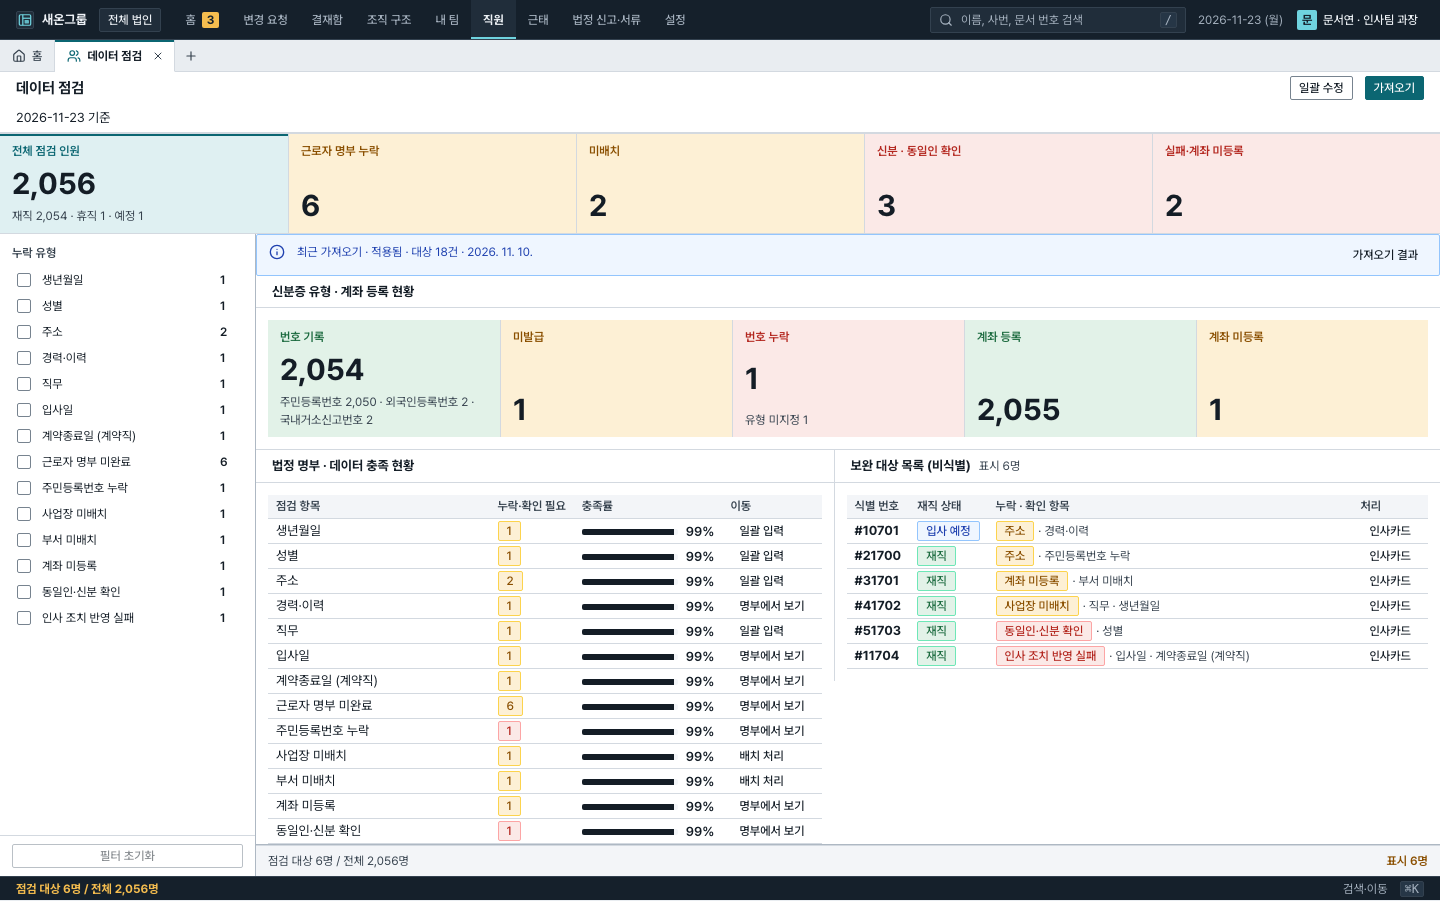 새온그룹 전체 법인 홈 3 변경 요청 결재함 조직 구조 내 팀 직원 근태 법정 신고·서류 설정 이름, 사번, 문서 번호 검색 / 2026-11-23 (월) 문 문서연 · 인사팀 과장
홈 데이터 점검
데이터 점검 일괄 수정 가져오기
2026-11-23 기준
전체 점검 인원
2,056
재직 2,054 · 휴직 1 · 예정 1
근로자 명부 누락
6
미배치
2
신분 · 동일인 확인
3
실패·계좌 미등록
2
누락 유형
생년월일 1
성별 1
주소 2
경력·이력 1
직무 1
입사일 1
계약종료일 (계약직) 1
근로자 명부 미완료 6
주민등록번호 누락 1
사업장 미배치 1
부서 미배치 1
계좌 미등록 1
동일인·신분 확인 1
인사 조치 반영 실패 1
필터 초기화
최근 가져오기 · 적용됨 · 대상 18건 · 2026. 11. 10. 가져오기 결과
신분증 유형 · 계좌 등록 현황
번호 기록
2,054
주민등록번호 2,050 · 외국인등록번호 2 ·
국내거소신고번호 2
미발급
1
번호 누락
1
유형 미지정 1
계좌 등록
2,055
계좌 미등록
1
법정 명부 · 데이터 충족 현황
점검 항목 누락·확인 필요 충족률 이동
생년월일 1 99% 일괄 입력
성별 1 99% 일괄 입력
주소 2 99% 일괄 입력
경력·이력 1 99% 명부에서 보기
직무 1 99% 일괄 입력
입사일 1 99% 명부에서 보기
계약종료일 (계약직) 1 99% 명부에서 보기
근로자 명부 미완료 6 99% 명부에서 보기
주민등록번호 누락 1 99% 명부에서 보기
사업장 미배치 1 99% 배치 처리
부서 미배치 1 99% 배치 처리
계좌 미등록 1 99% 명부에서 보기
동일인·신분 확인 1 99% 명부에서 보기
보완 대상 목록 (비식별) 표시 6명
식별 번호 재직 상태 누락 · 확인 항목 처리
#10701 입사 예정 주소 · 경력·이력 인사카드
#21700 재직 주소 · 주민등록번호 누락 인사카드
#31701 재직 계좌 미등록 · 부서 미배치 인사카드
#41702 재직 사업장 미배치 · 직무 · 생년월일 인사카드
#51703 재직 동일인·신분 확인 · 성별 인사카드
#11704 재직 인사 조치 반영 실패 · 입사일 · 계약종료일 (계약직) 인사카드
점검 대상 6명 / 전체 2,056명 표시 6명
점검 대상 6명 / 전체 2,056명 검색·이동 ⌘K